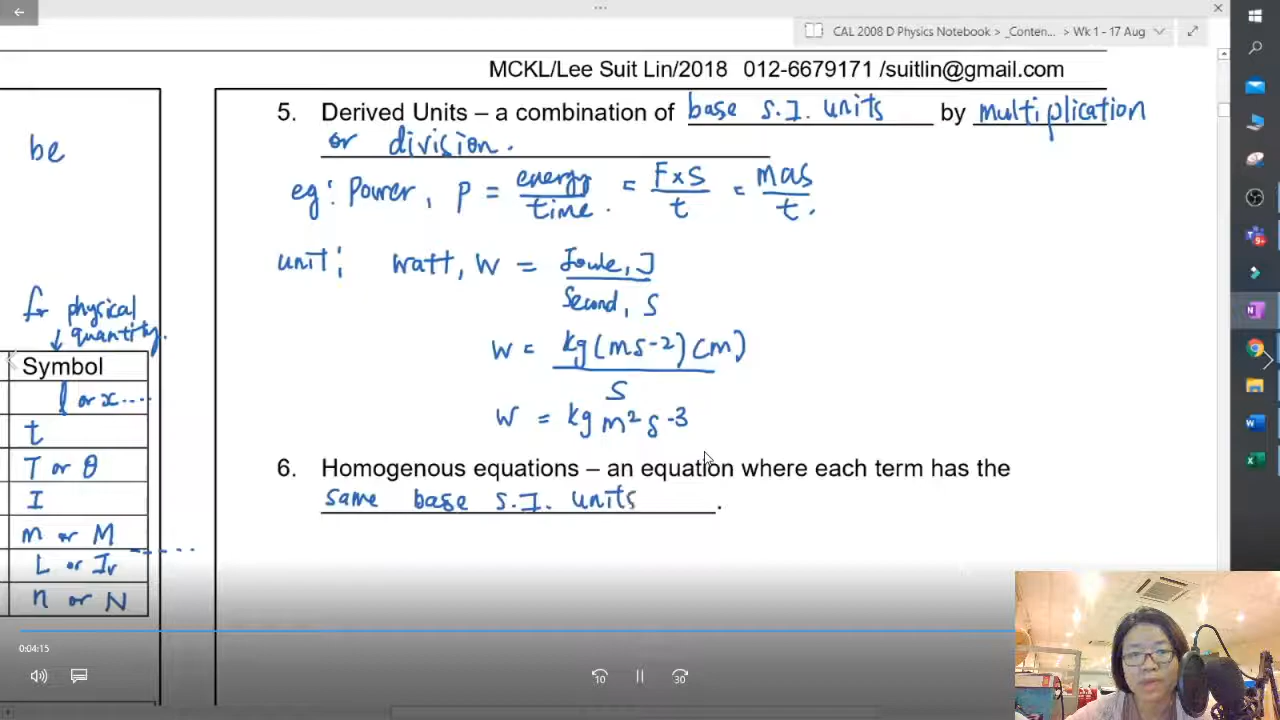 CAL 2008 D Physics Notebook > _Conten... > Wk 1 - 17 Aug
MCKL/Lee Suit Lin/2018 012-6679171 /suitlin@gmail.com
5. Derived Units – a combination of base S.I. units by multiplication
or division.
eg: Power, P = energy/time. = F x S/t = mas/t.
unit: watt, W = Joule, J/Second, S
W = kg(ms-2)(m)/S
W = kg m² s -3
6. Homogenous equations – an equation where each term has the
same base S.I. units.
be
for physical
quantity.
Symbol
l or x....
t
T or θ
I
m or M
L or Iv
n or N
0:04:15
10
30
9+